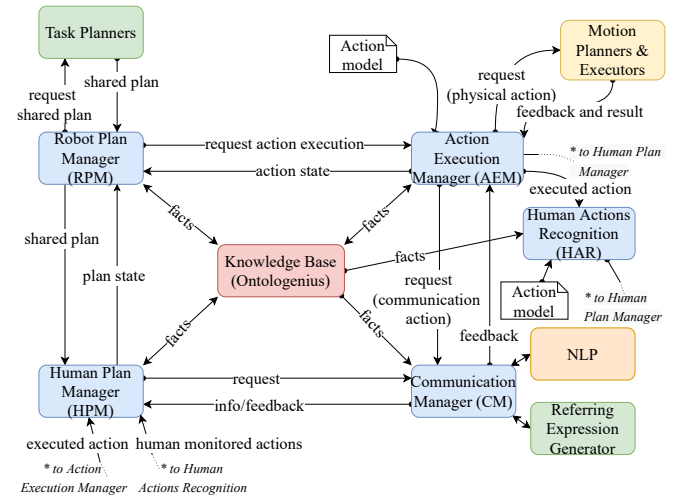 Task Planners
Action
model
Motion
Planners &
Executors
shared plan
request
shared plan
request
(physical action)
feedback and result
Robot Plan
Manager
(RPM)
request action execution
action state
Action
Execution
Manager (AEM)
* to Human Plan
Manager
executed action
facts
facts
shared plan
plan state
Knowledge Base
(Ontologenius)
facts
Human Actions
Recognition
(HAR)
request
(communication
action)
Action
model
* to Human
Plan Manager
facts
facts
feedback
NLP
Human Plan
Manager
(HPM)
request
info/feedback
Communication
Manager (CM)
Referring
Expression
Generator
executed action
human monitored actions
* to Action
Execution Manager
* to Human
Actions Recognition